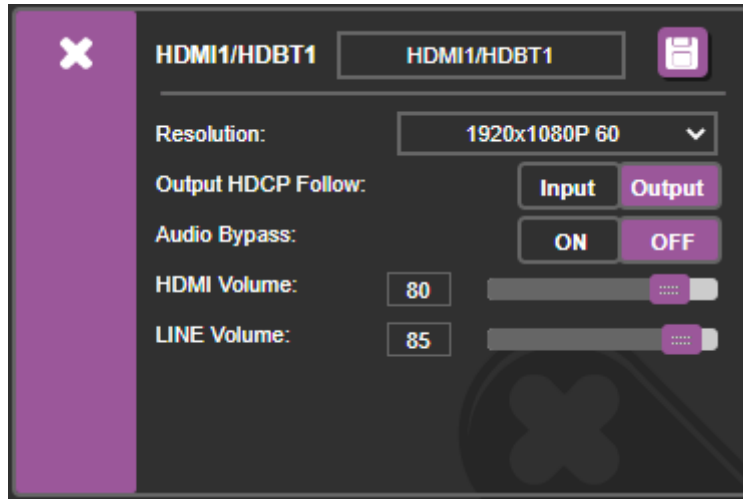 HDMI1/HDBT1 HDMI1/HDBT1
Resolution: 1920x1080P 60
Output HDCP Follow: Input Output
Audio Bypass: ON OFF
HDMI Volume: 80
LINE Volume: 85